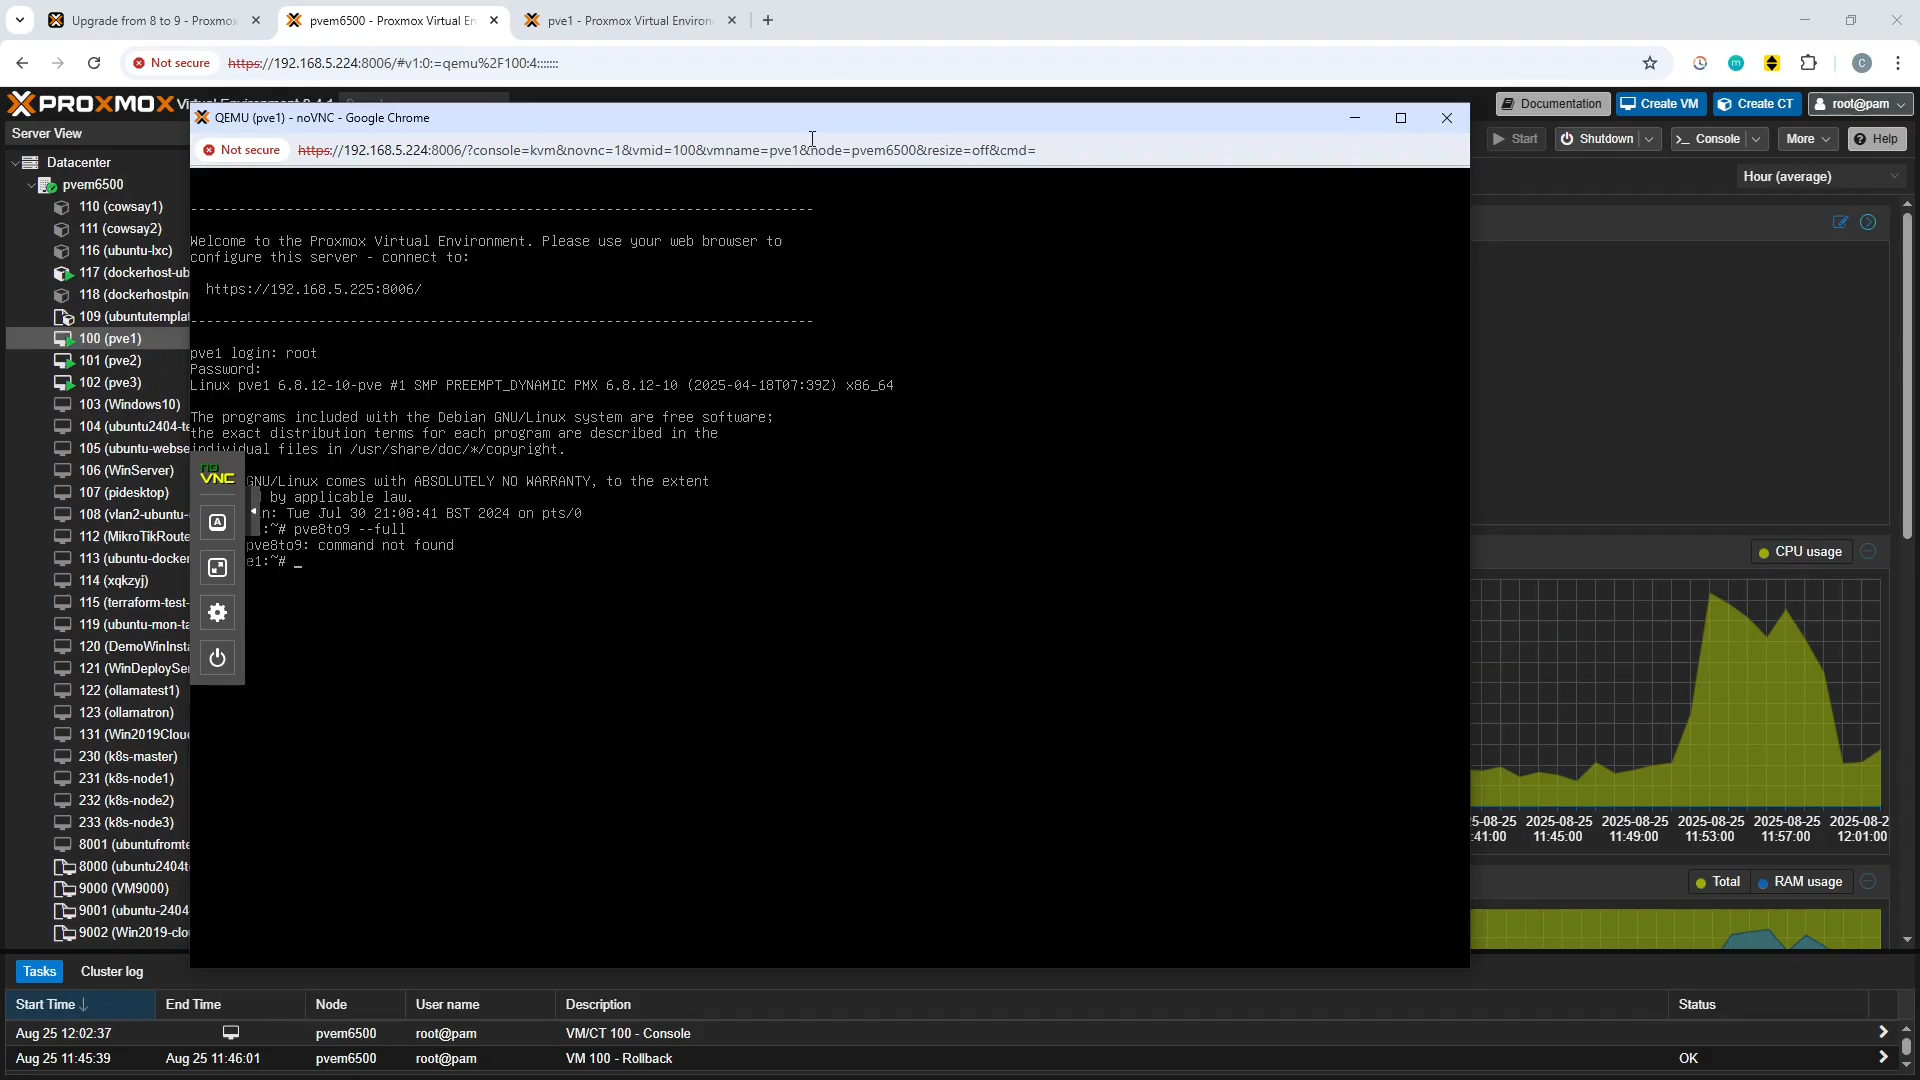 Upgrade from 8 to 9 - Proxmox
pvem6500 - Proxmox Virtual En
pve1 - Proxmox Virtual Environ
Not secure
https://192.168.5.224:8006/#v1:0:=qemu%2F100:4:::::::
C
PROXMOX
Documentation
Create VM
Create CT
root@pam
QEMU (pve1) - noVNC - Google Chrome
Server View
Start
Shutdown
Console
More
Help
Not secure
https://192.168.5.224:8006/?console=kvm&novnc=1&vmid=100&vmname=pve1&node=pvem6500&resize=off&cmd=
Datacenter
Hour (average)
pvem6500
110 (cowsay1)
111 (cowsay2)
116 (ubuntu-lxc)
117 (dockerhost-ub
118 (dockerhostpin
109 (ubuntutemplat
100 (pve1)
101 (pve2)
102 (pve3)
103 (Windows10)
104 (ubuntu2404-te
105 (ubuntu-webse
106 (WinServer)
107 (pidesktop)
108 (vlan2-ubuntu-
112 (MikroTikRoute
113 (ubuntu-docker
114 (xqkzyj)
115 (terraform-test-
119 (ubuntu-mon-ta
120 (DemoWinInsta
121 (WinDeploySer
122 (ollamatest1)
123 (ollamatron)
131 (Win2019Clou
230 (k8s-master)
231 (k8s-node1)
232 (k8s-node2)
233 (k8s-node3)
8001 (ubuntufromte
8000 (ubuntu2404t
9000 (VM9000)
9001 (ubuntu-2404
9002 (Win2019-clo
--------------------------------------------------------------------------------
Welcome to the Proxmox Virtual Environment. Please use your web browser to
configure this server - connect to:
https://192.168.5.225:8006/
--------------------------------------------------------------------------------
pve1 login: root
Password:
Linux pve1 6.8.12-10-pve #1 SMP PREEMPT_DYNAMIC PMX 6.8.12-10 (2025-04-18T07:39Z) x86_64
The programs included with the Debian GNU/Linux system are free software;
the exact distribution terms for each program are described in the
individual files in /usr/share/doc/*/copyright.
GNU/Linux comes with ABSOLUTELY NO WARRANTY, to the extent
by applicable law.
n: Tue Jul 30 21:08:41 BST 2024 on pts/0
:~# pve8to9 --full
pve8to9: command not found
e1:~# _
no
VNC
A
CPU usage
5-08-25
:41:00
2025-08-25
11:45:00
2025-08-25
11:49:00
2025-08-25
11:53:00
2025-08-25
11:57:00
2025-08-2
12:01:00
Total
RAM usage
Tasks
Cluster log
Start Time
End Time
Node
User name
Description
Status
Aug 25 12:02:37
pvem6500
root@pam
VM/CT 100 - Console
Aug 25 11:45:39
Aug 25 11:46:01
pvem6500
root@pam
VM 100 - Rollback
OK